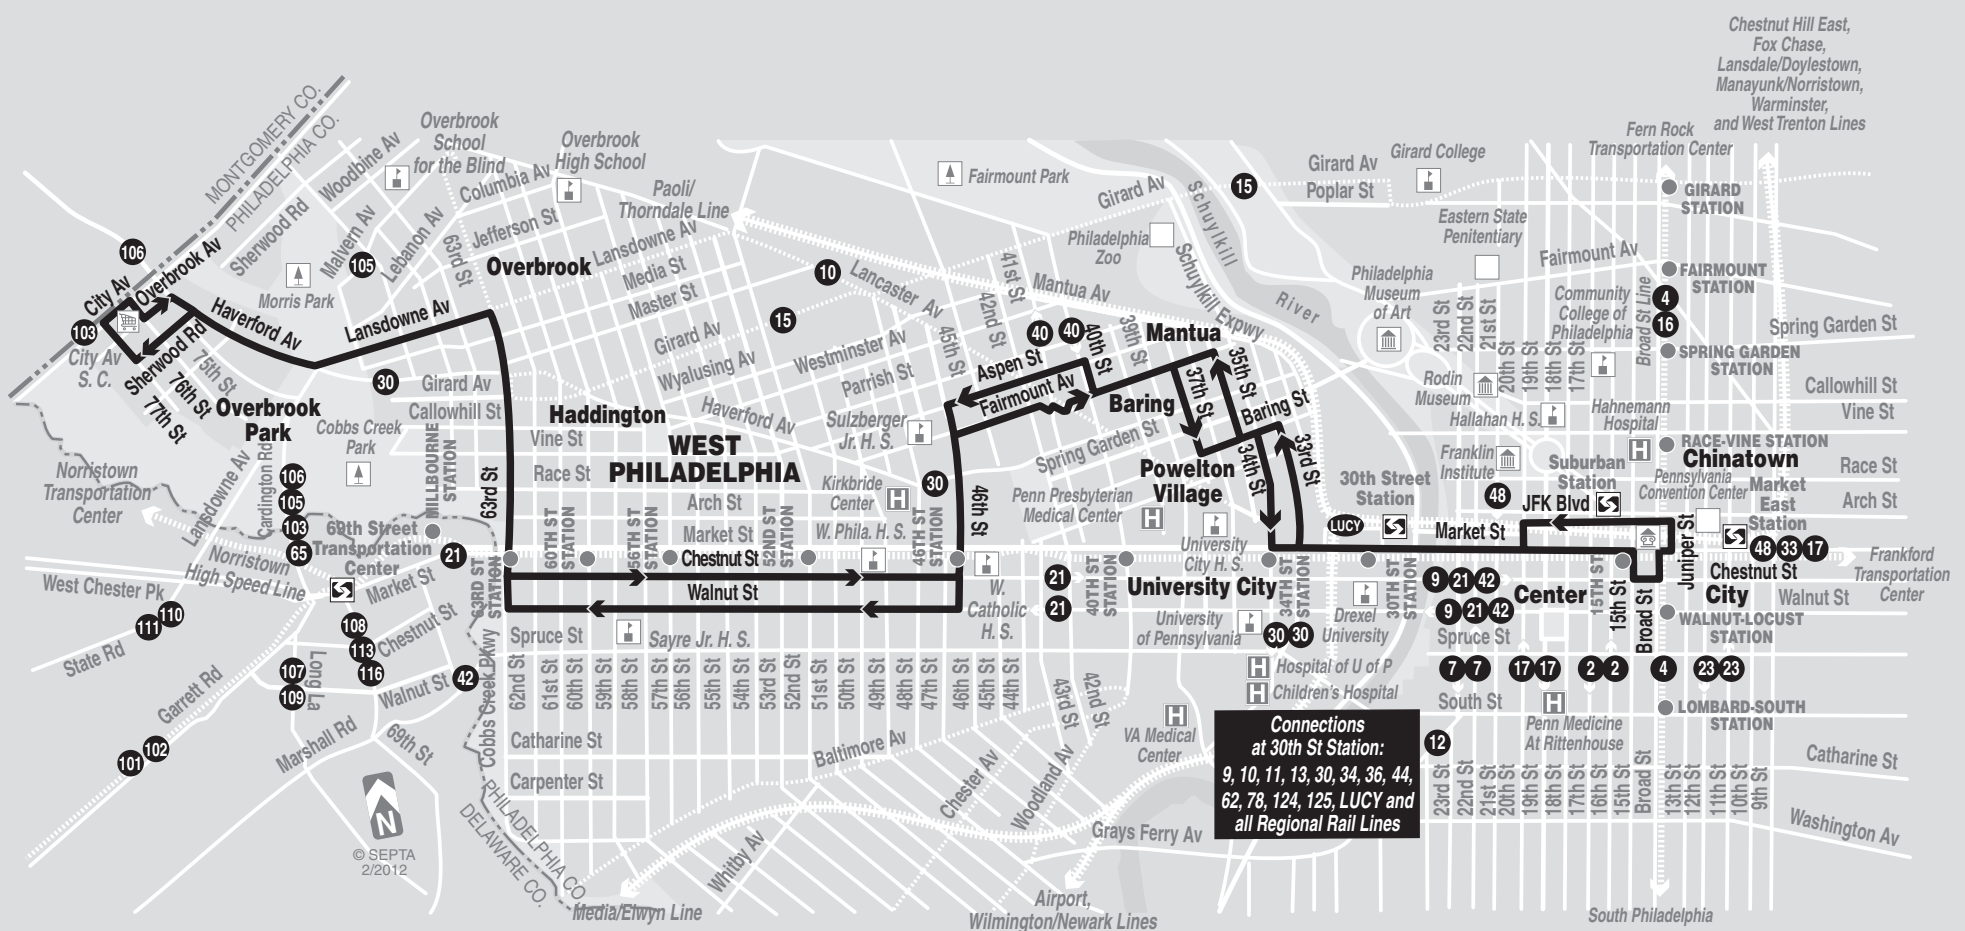 Chestnut Hill East,
Fox Chase,
Lansdale/Doylestown,
Manayunk/Norristown,
Warminster,
and West Trenton Lines
Fern Rock
Transportation Center
MONTGOMERY CO.
PHILADELPHIA CO.
Woodbine Av
Overbrook
School
for the Blind
Overbrook
High School
Columbia Av
Jefferson St
Paoli/
Thorndale Line
Fairmount Park
Girard Av
Schuylkill
River
15
Girard Av
Poplar St
Girard College
GIRARD
STATION
Sherwood Rd
Malvern Av
Lebanon Av
63rd St
105
106
Overbrook Av
City Av
103
City Av
S. C.
Morris Park
Haverford Av
Lansdowne Av
Overbrook
Lansdowne Av
Media St
Master St
Girard Av
Wyalusing Av
10
15
Lancaster Av
Westminster Av
Parrish St
Haverford Av
Philadelphia
Zoo
Schuylkill Expwy
Mantua Av
41st St
42nd St
45th St
40
40
40th St
39th St
Mantua
Aspen St
Fairmount Av
Baring
37th St
35th St
Baring St
34th St
33rd St
Powelton
Village
Spring Garden St
Eastern State
Penitentiary
Fairmount Av
FAIRMOUNT
STATION
Philadelphia
Museum
of Art
Community
College of
Philadelphia
Broad St Line
4
16
Spring Garden St
SPRING GARDEN
STATION
23rd St
22nd St
21st St
20th St
19th St
18th St
17th St
Rodin
Museum
Hallahan H. S.
Hahnemann
Hospital
Callowhill St
Vine St
RACE-VINE STATION
Chinatown
Race St
Arch St
Franklin
Institute
Suburban
Station
Pennsylvania
Convention Center
Market
East
Station
Sherwood Rd
75th St
76th St
77th St
Overbrook
Park
30
Girard Av
Callowhill St
Haddington
Vine St
WEST
PHILADELPHIA
Race St
Arch St
Market St
Chestnut St
Walnut St
Cobbs Creek
Park
MILLBOURNE
STATION
63rd St
Sulzberger
Jr. H. S.
Kirkbride
Center
W. Phila. H. S.
30
46th St
Penn Presbyterian
Medical Center
Norristown
Transportation
Center
Lansdowne Av
Cardington Rd
106
105
103
65
69th Street
Transportation
Center
21
Norristown
High Speed Line
West Chester Pk
Market St
63RD ST
STATION
60TH ST
STATION
56TH ST
STATION
52ND ST
STATION
46TH ST
STATION
40TH ST
STATION
34TH ST
STATION
30TH ST
STATION
15TH ST
30th Street
Station
48
LUCY
JFK Blvd
Market St
Juniper St
48
33
17
Frankford
Transportation
Center
Chestnut St
Walnut St
Center
City
15th St
Broad St
WALNUT-LOCUST
STATION
University
City H. S.
University City
University
of Pennsylvania
Drexel
University
30
30
21
21
W.
Catholic
H. S.
9
21
42
9
21
42
Spruce St
7
7
17
17
2
2
4
23
23
South St
Penn Medicine
At Rittenhouse
LOMBARD-SOUTH
STATION
111
110
State Rd
108
113
116
Chestnut St
107
109
Long La
Walnut St
42
Garrett Rd
Marshall Rd
69th St
101
102
Cobbs Creek Pkwy
Spruce St
Sayre Jr. H. S.
62nd St
61st St
60th St
59th St
58th St
57th St
56th St
55th St
54th St
53rd St
52nd St
51st St
50th St
49th St
48th St
47th St
46th St
45th St
44th St
43rd St
42nd St
Hospital of U of P
Children's Hospital
VA Medical
Center
Catharine St
Carpenter St
Baltimore Av
Chester Av
Woodland Av
Whitby Av
Grays Ferry Av
Connections
at 30th St Station:
9, 10, 11, 13, 30, 34, 36, 44,
62, 78, 124, 125, LUCY and
all Regional Rail Lines
12
23rd St
22nd St
21st St
20th St
19th St
18th St
17th St
16th St
15th St
Broad St
13th St
12th St
11th St
10th St
9th St
Catharine St
Washington Av
N
© SEPTA
2/2012
PHILADELPHIA CO.
DELAWARE CO.
Media/Elwyn Line
Airport,
Wilmington/Newark Lines
South Philadelphia